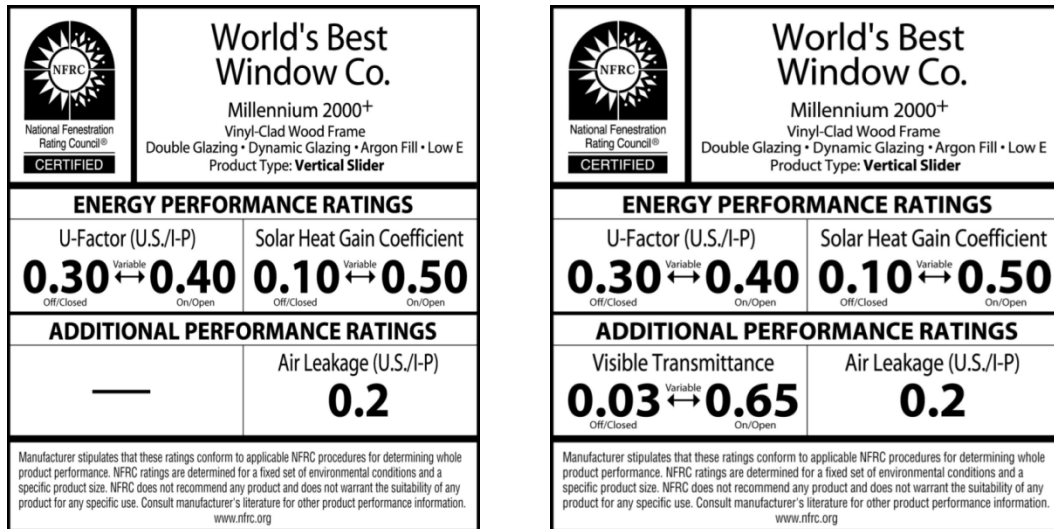 NFRC
National Fenestration
Rating Council®
CERTIFIED
World's Best
Window Co.
Millennium 2000+
Vinyl-Clad Wood Frame
Double Glazing • Dynamic Glazing • Argon Fill • Low E
Product Type: Vertical Slider
ENERGY PERFORMANCE RATINGS
U-Factor (U.S./I-P)
0.30 Variable ↔ 0.40
Off/Closed On/Open
Solar Heat Gain Coefficient
0.10 Variable ↔ 0.50
Off/Closed On/Open
ADDITIONAL PERFORMANCE RATINGS
—
Air Leakage (U.S./I-P)
0.2
Manufacturer stipulates that these ratings conform to applicable NFRC procedures for determining whole
product performance. NFRC ratings are determined for a fixed set of environmental conditions and a
specific product size. NFRC does not recommend any product and does not warrant the suitability of any
product for any specific use. Consult manufacturer's literature for other product performance information.
www.nfrc.org
NFRC
National Fenestration
Rating Council®
CERTIFIED
World's Best
Window Co.
Millennium 2000+
Vinyl-Clad Wood Frame
Double Glazing • Dynamic Glazing • Argon Fill • Low E
Product Type: Vertical Slider
ENERGY PERFORMANCE RATINGS
U-Factor (U.S./I-P)
0.30 Variable ↔ 0.40
Off/Closed On/Open
Solar Heat Gain Coefficient
0.10 Variable ↔ 0.50
Off/Closed On/Open
ADDITIONAL PERFORMANCE RATINGS
Visible Transmittance
0.03 Variable ↔ 0.65
Off/Closed On/Open
Air Leakage (U.S./I-P)
0.2
Manufacturer stipulates that these ratings conform to applicable NFRC procedures for determining whole
product performance. NFRC ratings are determined for a fixed set of environmental conditions and a
specific product size. NFRC does not recommend any product and does not warrant the suitability of any
product for any specific use. Consult manufacturer's literature for other product performance information.
www.nfrc.org